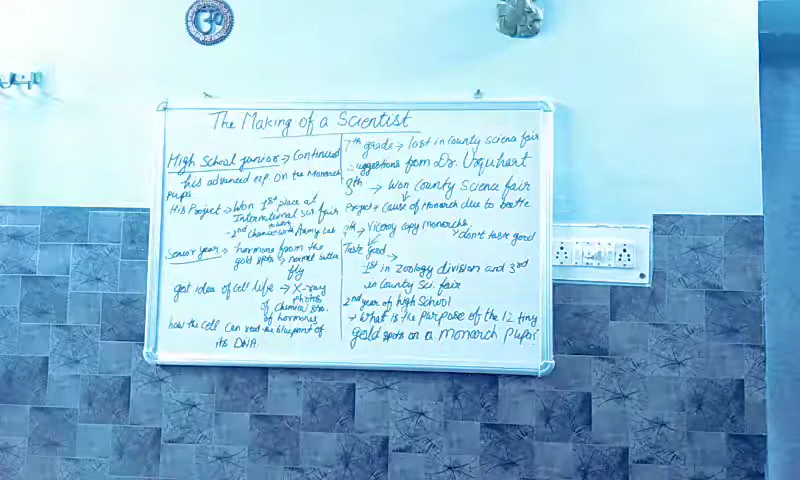 ॐ
The Making of a Scientist
High School junior → Continued
his advanced exp on the Monarch
pupa
His Project → Won 1st place at
International sci fair
- 2nd Chance to work with Army Lab
Senior year → hormone from the
gold spots normal butter
fly
got idea of cell life → X-ray
photos
of Chemical stru.
of hormones
how the cell can read the blueprint of
its DNA.
7th grade → lost in County sciena fair
suggestions from Dr. Urquhart
8th → Won County Science fair
Project → Cause of Monarch due to beetle
9th → Viceroy copy monarchs
→ don't taste good
Taste good →
1st in Zoology division and 3rd
in County Sci. fair
2nd year of high School
→ What is the purpose of the 12 tiny
gold spots on a monarch pupa?